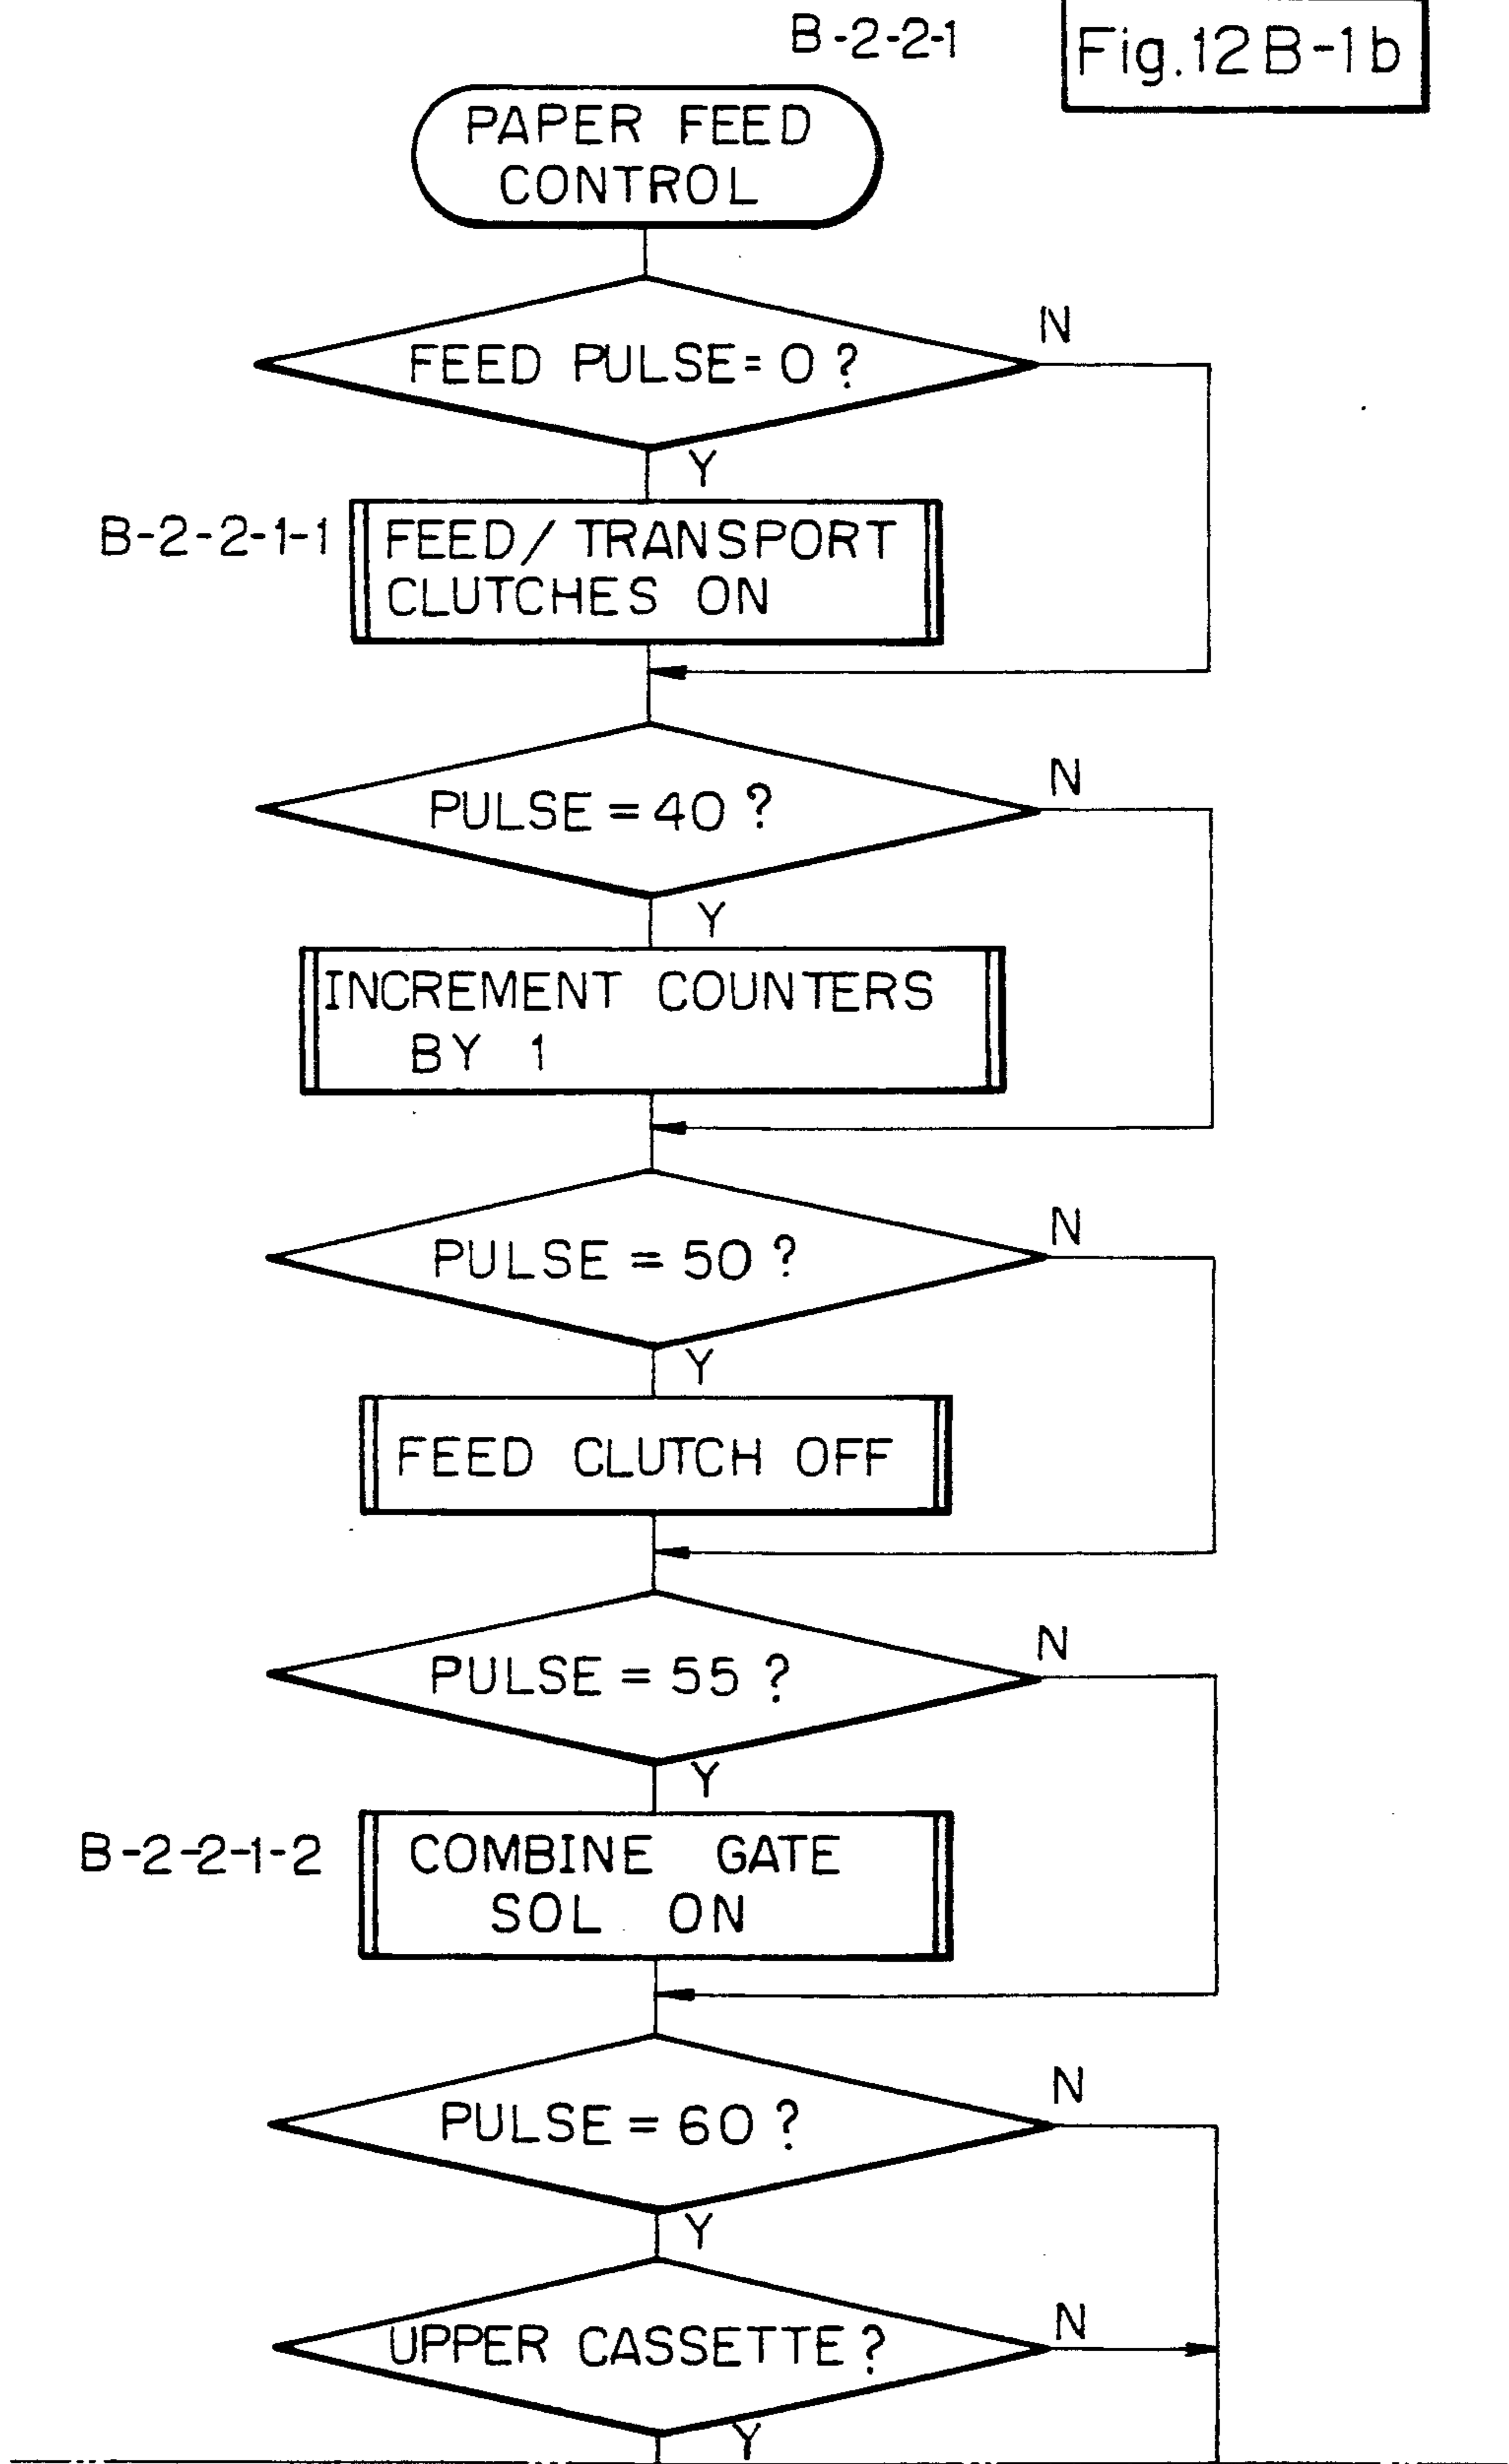 B-2-2-1
Fig.12B-1b
PAPER FEED
CONTROL
FEED PULSE=0?
N
Y
B-2-2-1-1
FEED/TRANSPORT
CLUTCHES ON
PULSE=40?
N
Y
INCREMENT COUNTERS
BY 1
PULSE=50?
N
Y
FEED CLUTCH OFF
PULSE=55?
N
Y
B-2-2-1-2
COMBINE GATE
SOL ON
PULSE=60?
N
Y
UPPER CASSETTE?
N
Y